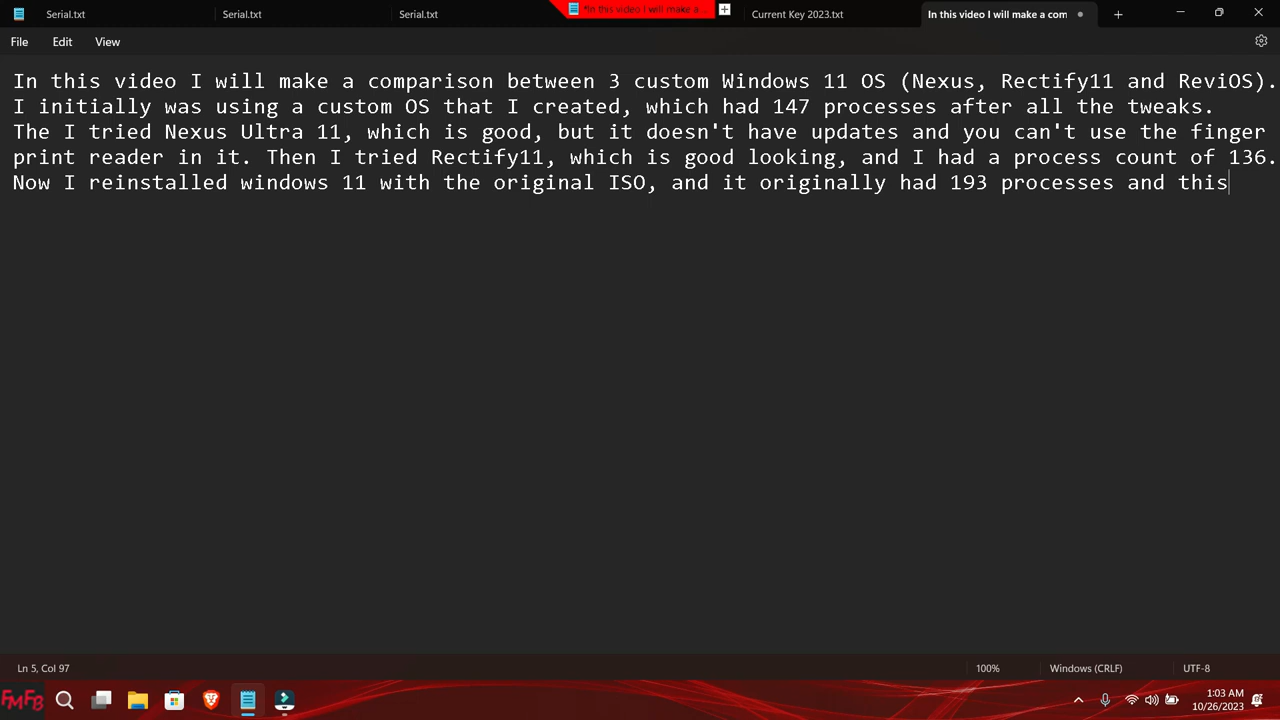 Serial.txt
Serial.txt
Serial.txt
*In this video I will make a...
Current Key 2023.txt
In this video I will make a com
File
Edit
View
In this video I will make a comparison between 3 custom Windows 11 OS (Nexus, Rectify11 and ReviOS).
I initially was using a custom OS that I created, which had 147 processes after all the tweaks.
The I tried Nexus Ultra 11, which is good, but it doesn't have updates and you can't use the finger
print reader in it. Then I tried Rectify11, which is good looking, and I had a process count of 136.
Now I reinstalled windows 11 with the original ISO, and it originally had 193 processes and this
Ln 5, Col 97
100%
Windows (CRLF)
UTF-8
FMFB
1:03 AM
10/26/2023